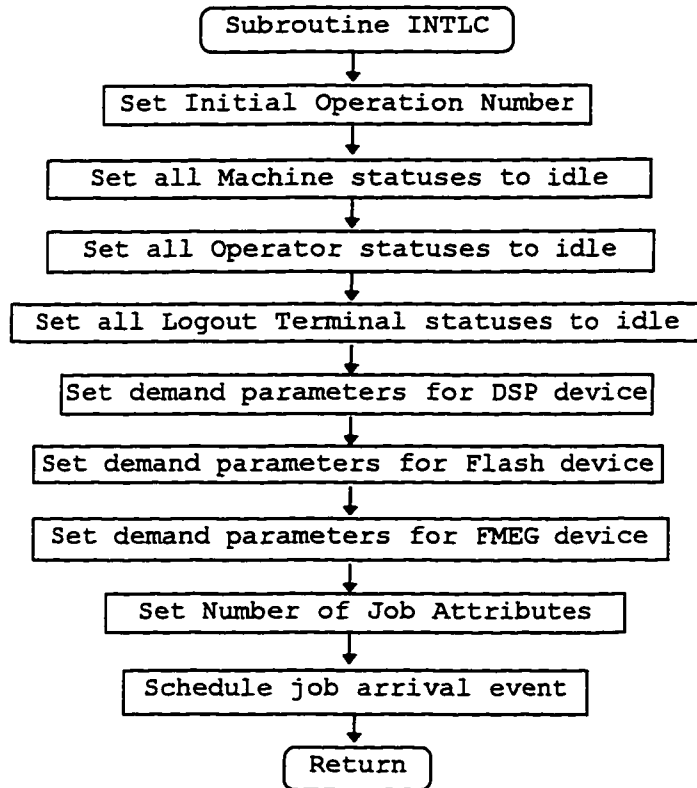 Subroutine INTLC
Set Initial Operation Number
Set all Machine statuses to idle
Set all Operator statuses to idle
Set all Logout Terminal statuses to idle
Set demand parameters for DSP device
Set demand parameters for Flash device
Set demand parameters for FMEG device
Set Number of Job Attributes
Schedule job arrival event
Return